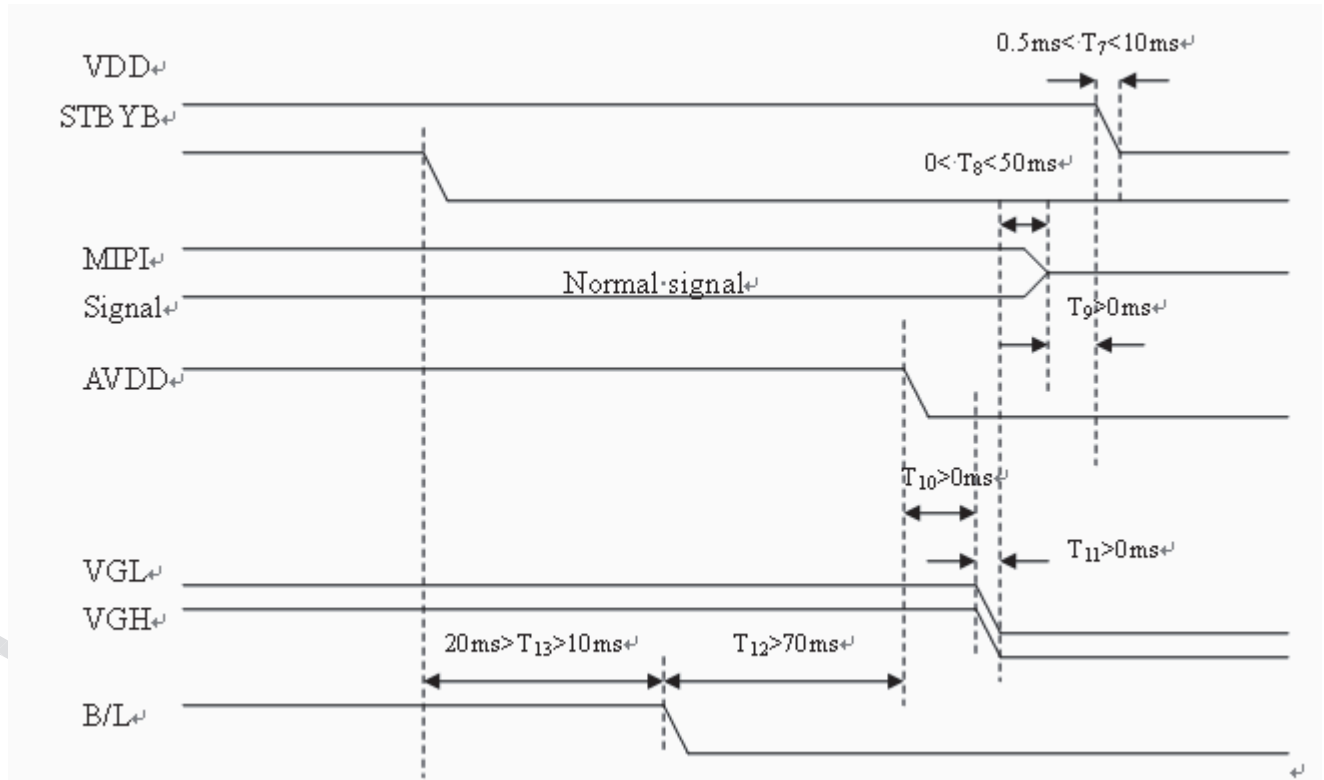 0.5ms<·T7<10ms↵
VDD↵
STBYB↵
0<·T8<50ms↵
MIPI↵
Normal·signal↵
Signal↵
T9>0ms↵
AVDD↵
T10>0ms↵
T11>0ms↵
VGL↵
VGH↵
20ms>T13>10ms↵
T12>70ms↵
B/L↵
↵